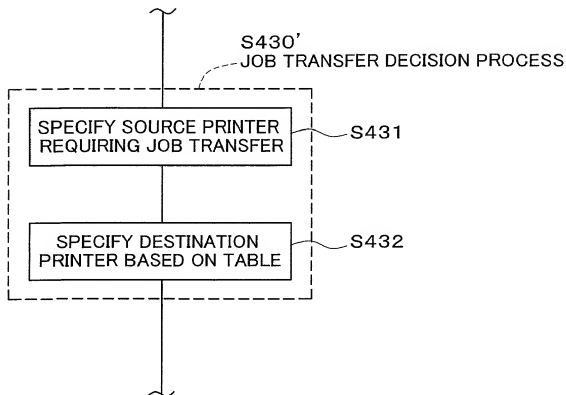 S430'
JOB TRANSFER DECISION PROCESS
SPECIFY SOURCE PRINTER
REQUIRING JOB TRANSFER
S431
SPECIFY DESTINATION
PRINTER BASED ON TABLE
S432